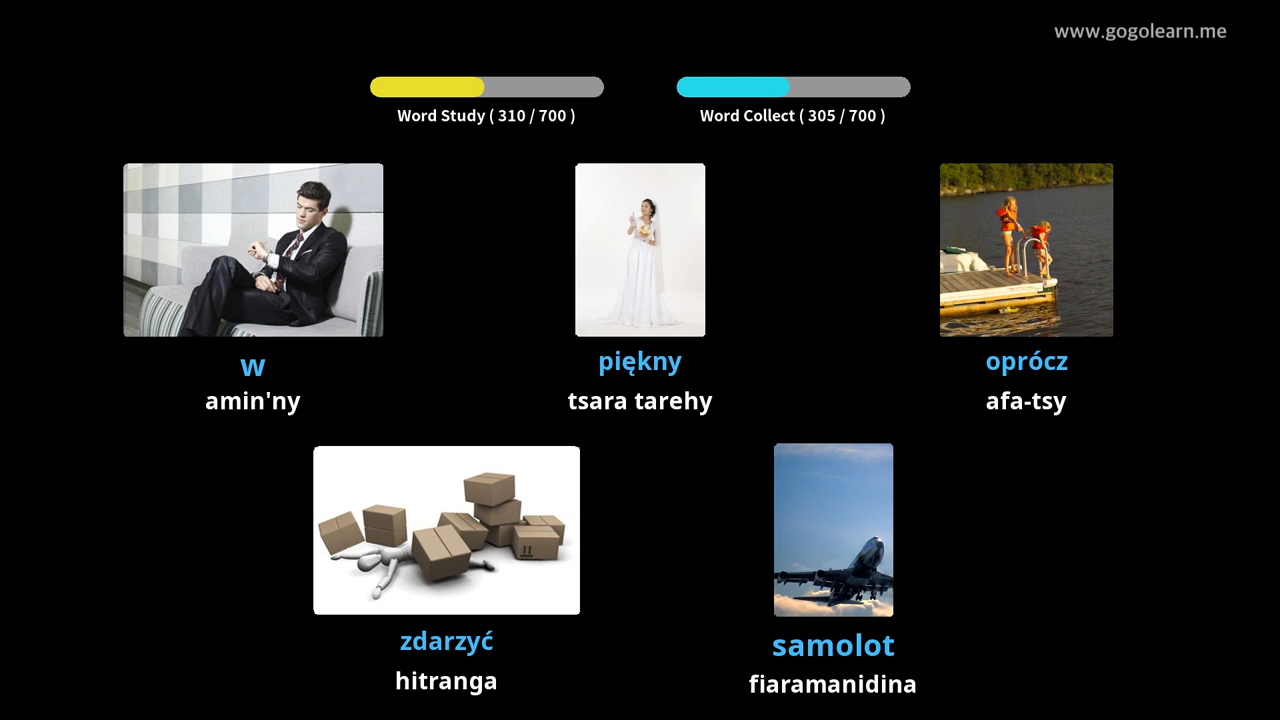 www.gogolearn.me
Word Study ( 310 / 700 )
Word Collect ( 305 / 700 )
w
amin'ny
piękny
tsara tarehy
oprócz
afa-tsy
zdarzyć
hitranga
samolot
fiaramanidina